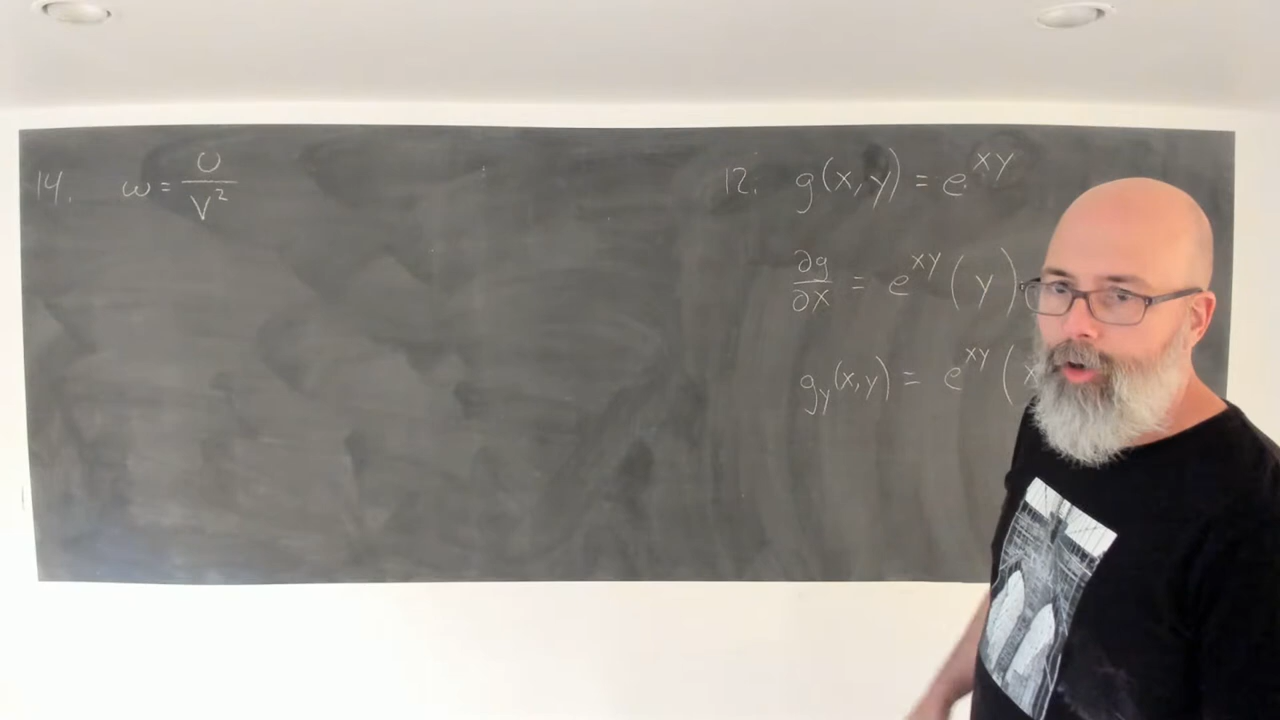 14. w = U/V²
12. g(x,y) = e^xy
∂g/∂x = e^xy (y)
g_y(x,y) = e^xy (x